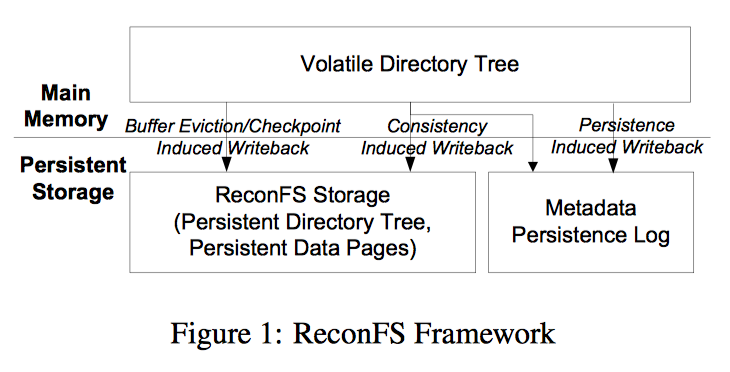 Volatile Directory Tree
Main
Memory
Buffer Eviction/Checkpoint
Induced Writeback
Consistency
Induced Writeback
Persistence
Induced Writeback
Persistent
Storage
ReconFS Storage
(Persistent Directory Tree,
Persistent Data Pages)
Metadata
Persistence Log
Figure 1: ReconFS Framework